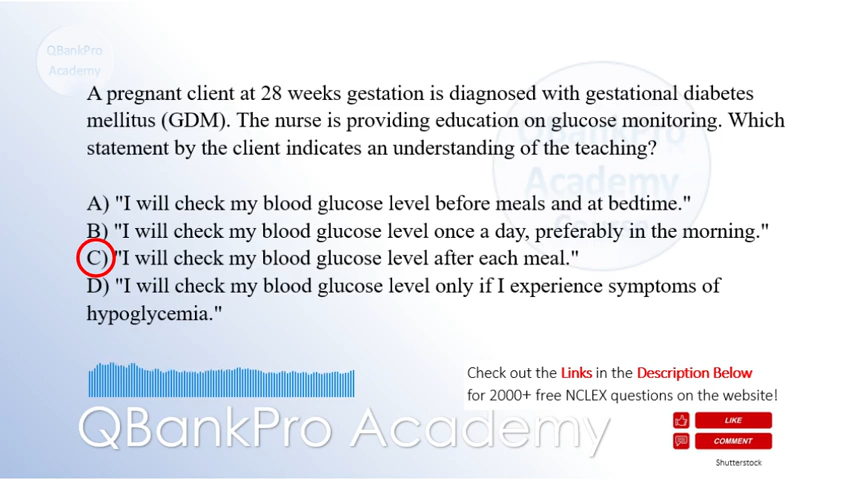 QBankPro
Academy
A pregnant client at 28 weeks gestation is diagnosed with gestational diabetes
mellitus (GDM). The nurse is providing education on glucose monitoring. Which
statement by the client indicates an understanding of the teaching?
QBankPro
Academy
A) "I will check my blood glucose level before meals and at bedtime."
B) "I will check my blood glucose level once a day, preferably in the morning."
C) "I will check my blood glucose level after each meal."
D) "I will check my blood glucose level only if I experience symptoms of
hypoglycemia."
Check out the Links in the Description Below
for 2000+ free NCLEX questions on the website!
QBankPro Academy
LIKE
COMMENT
Shutterstock